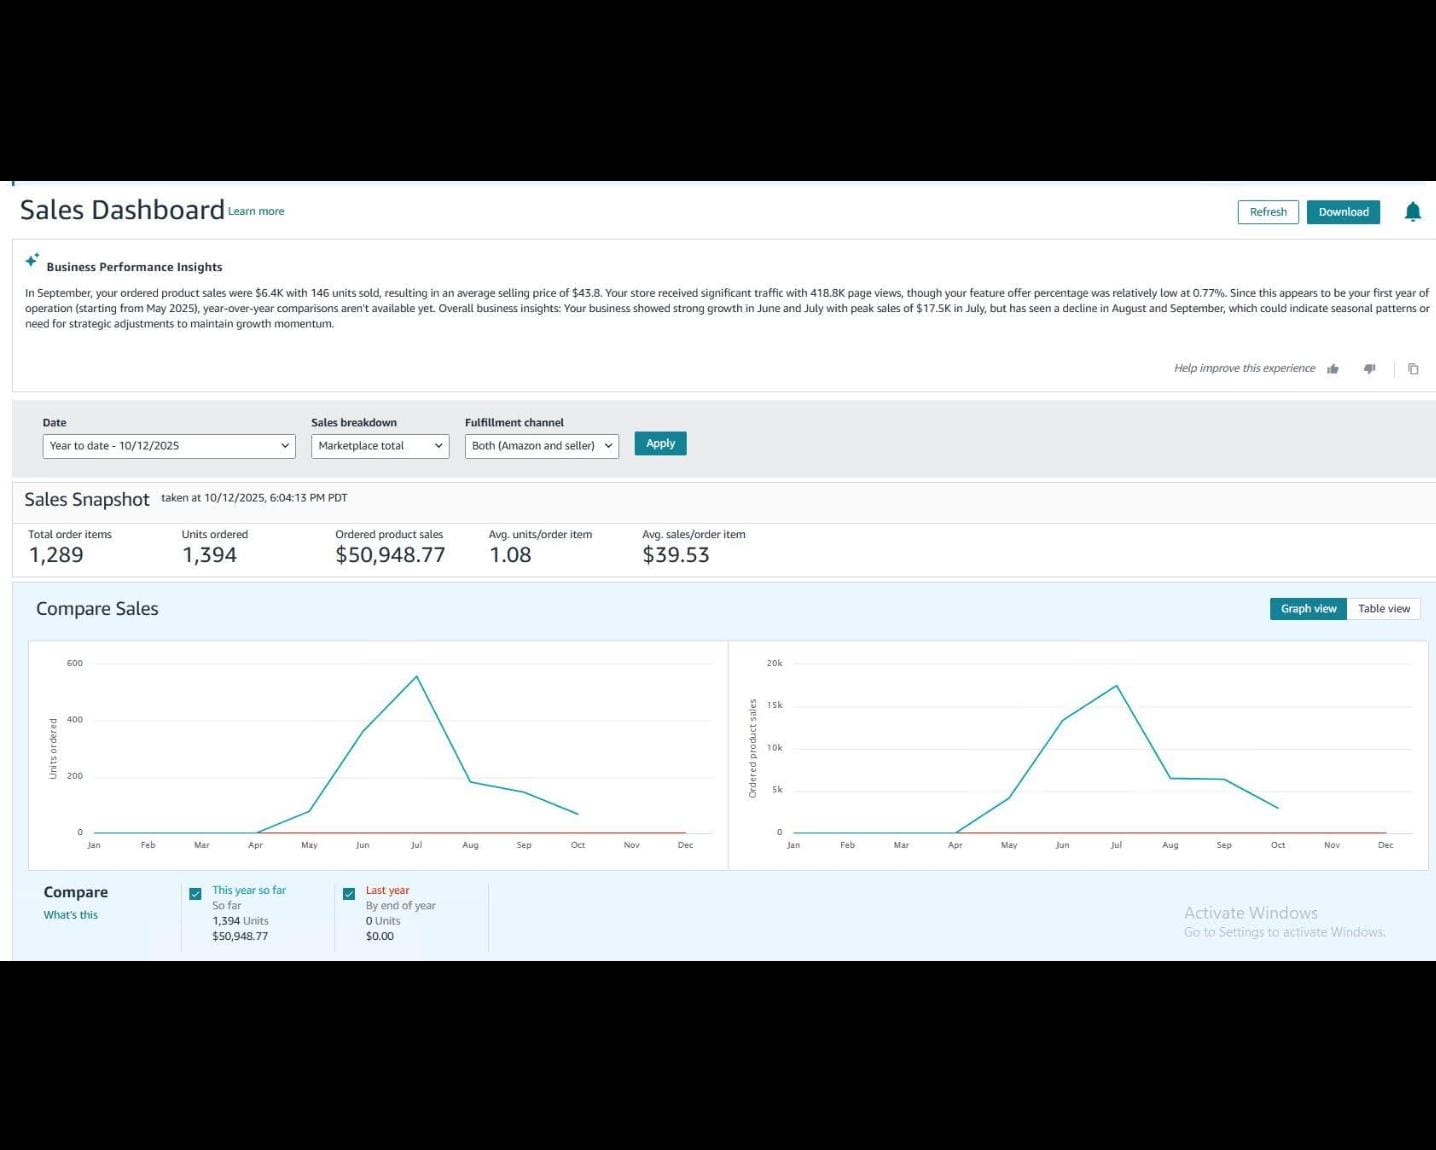 Sales Dashboard Learn more
Refresh
Download
Business Performance Insights
In September, your ordered product sales were $6.4K with 146 units sold, resulting in an average selling price of $43.8. Your store received significant traffic with 418.8K page views, though your feature offer percentage was relatively low at 0.77%. Since this appears to be your first year of
operation (starting from May 2025), year-over-year comparisons aren't available yet. Overall business insights: Your business showed strong growth in June and July with peak sales of $17.5K in July, but has seen a decline in August and September, which could indicate seasonal patterns or
need for strategic adjustments to maintain growth momentum.
Help improve this experience
Date
Sales breakdown
Fulfillment channel
Year to date - 10/12/2025
Marketplace total
Both (Amazon and seller)
Apply
Sales Snapshot taken at 10/12/2025, 6:04:13 PM PDT
Total order items
Units ordered
Ordered product sales
Avg. units/order item
Avg. sales/order item
1,289
1,394
$50,948.77
1.08
$39.53
Compare Sales
Graph view
Table view
Units ordered
600
400
200
0
Jan Feb Mar Apr May Jun Jul Aug Sep Oct Nov Dec
Ordered product sales
20k
15k
10k
5k
0
Jan Feb Mar Apr May Jun Jul Aug Sep Oct Nov Dec
Compare
What's this
This year so far
So far
1,394 Units
$50,948.77
Last year
By end of year
0 Units
$0.00
Activate Windows
Go to Settings to activate Windows.